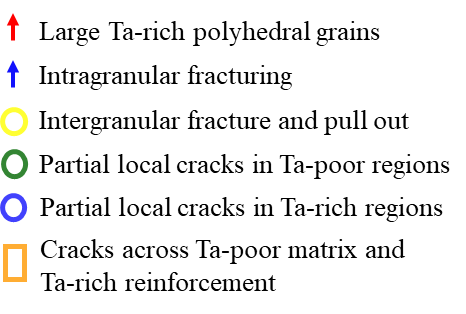 Large Ta-rich polyhedral grains
Intragranular fracturing
Intergranular fracture and pull out
Partial local cracks in Ta-poor regions
Partial local cracks in Ta-rich regions
Cracks across Ta-poor matrix and
Ta-rich reinforcement